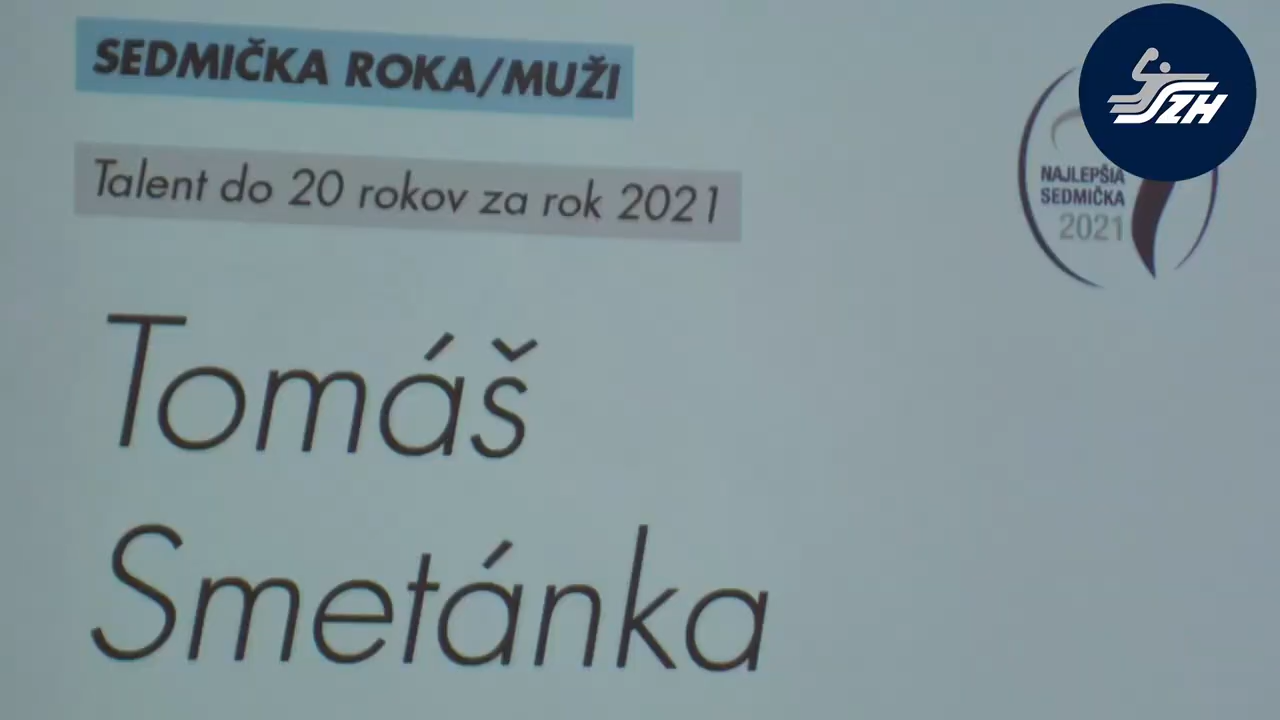 SEDMIČKA ROKA/MUŽI
Talent do 20 rokov za rok 2021
Tomáš
Smetánka
SZH
NAJLEPŠIA
SEDMIČKA
2021